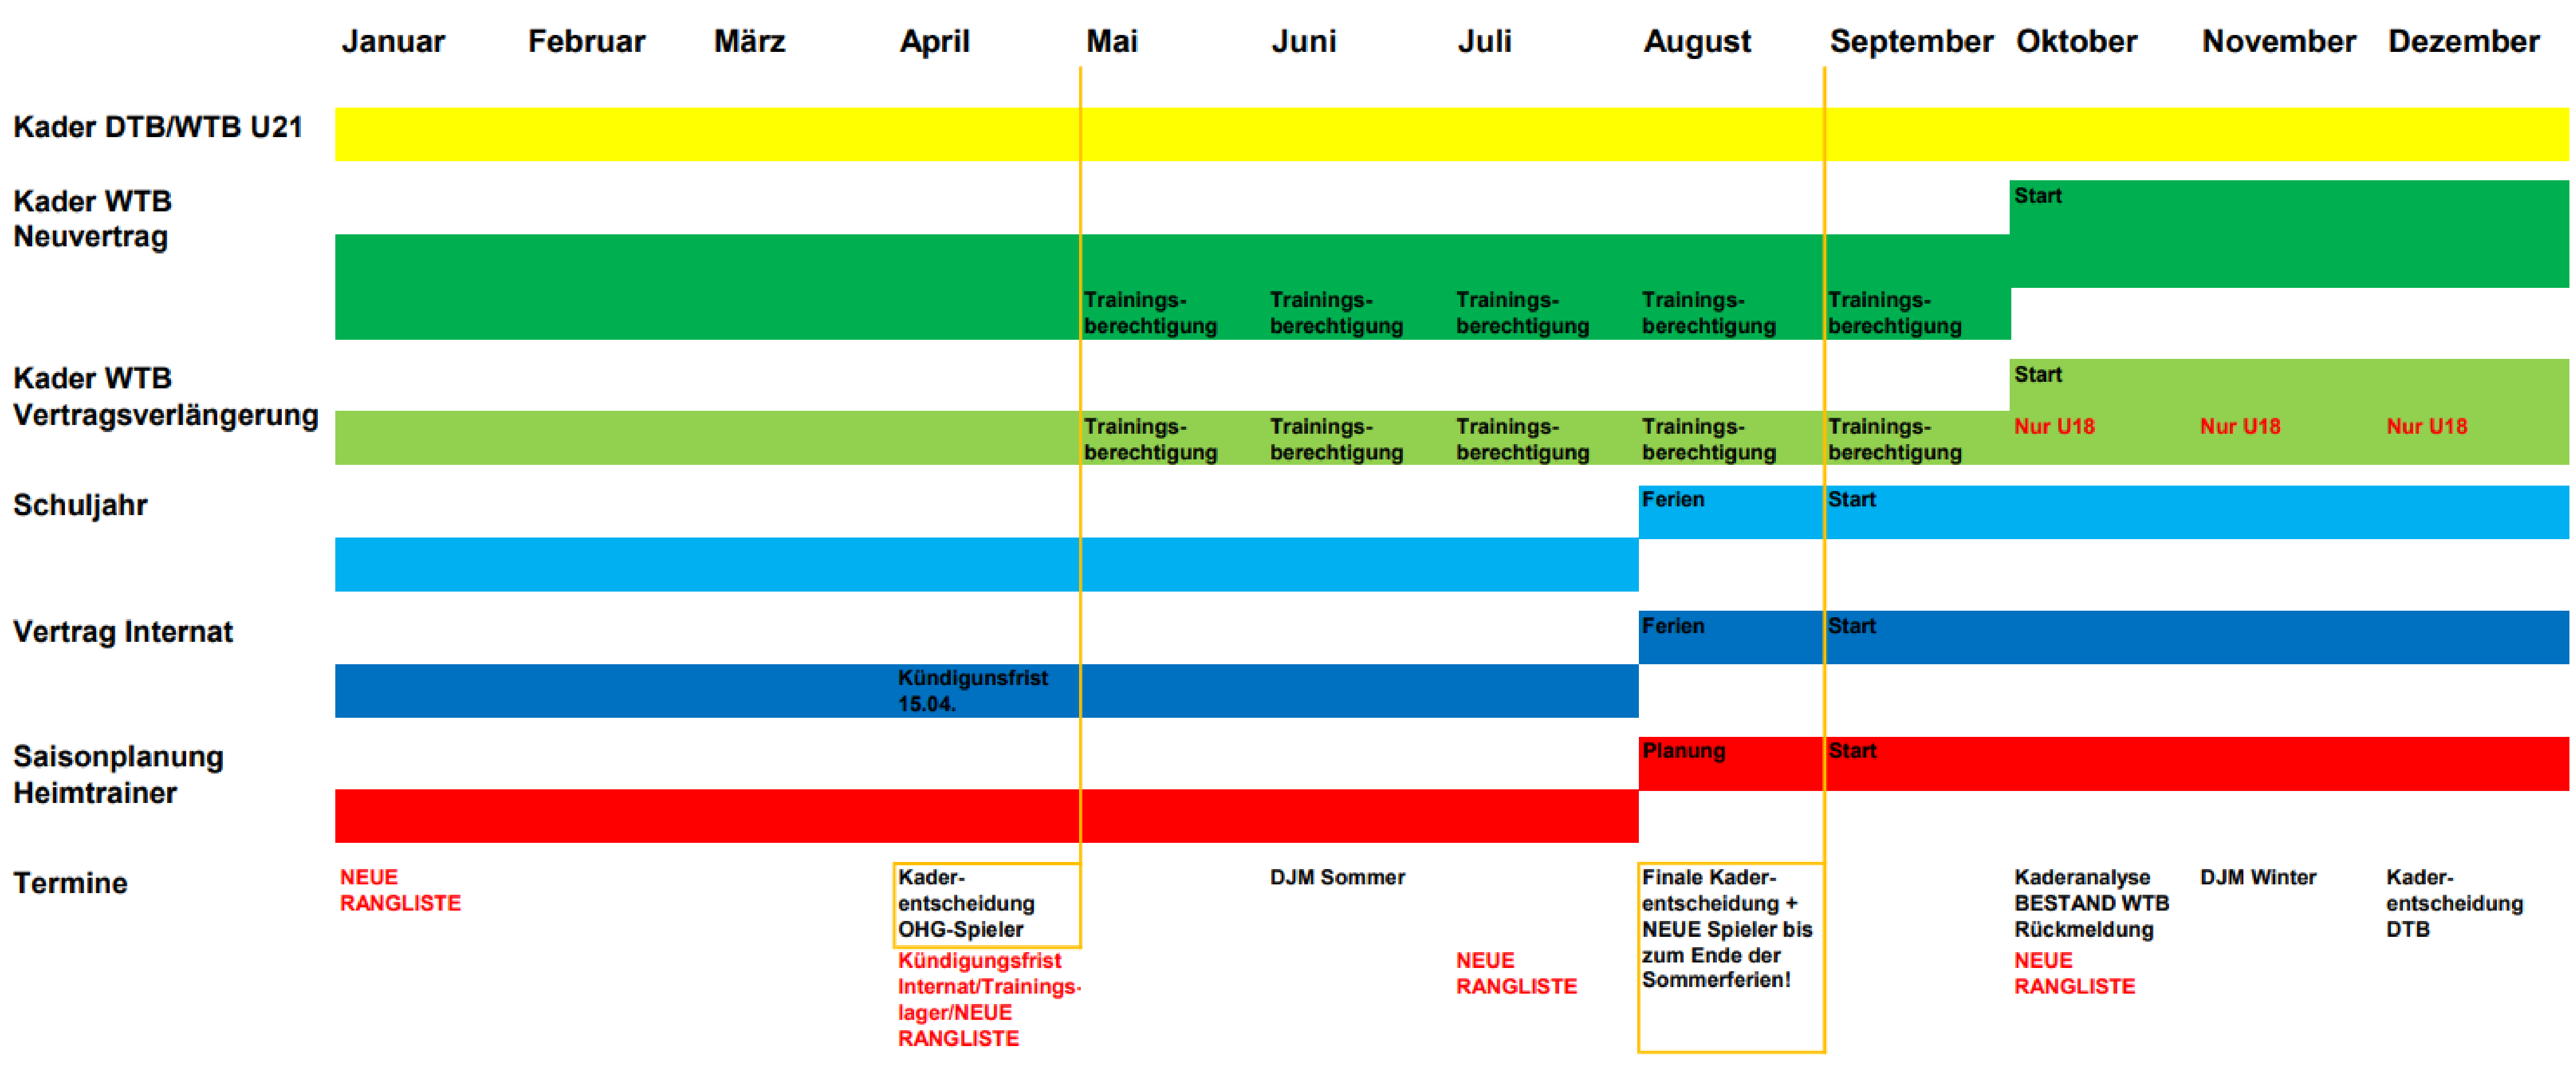 Januar Februar März April Mai Juni Juli August September Oktober November Dezember
Kader DTB/WTB U21
Kader WTB
Neuvertrag
Start
Trainings- Trainings- Trainings- Trainings- Trainings-
berechtigung berechtigung berechtigung berechtigung berechtigung
Kader WTB
Vertragsverlängerung
Start
Trainings- Trainings- Trainings- Trainings- Trainings- Nur U18 Nur U18 Nur U18
berechtigung berechtigung berechtigung berechtigung berechtigung
Schuljahr
Ferien Start
Vertrag Internat
Ferien Start
Kündigunsfrist
15.04.
Saisonplanung
Heimtrainer
Planung Start
Termine
NEUE
RANGLISTE
Kader-
entscheidung
OHG-Spieler
Kündigungsfrist
Internat/Trainings-
lager/NEUE
RANGLISTE
DJM Sommer
NEUE
RANGLISTE
Finale Kader-
entscheidung +
NEUE Spieler bis
zum Ende der
Sommerferien!
Kaderanalyse
BESTAND WTB
Rückmeldung
NEUE
RANGLISTE
DJM Winter
Kader-
entscheidung
DTB